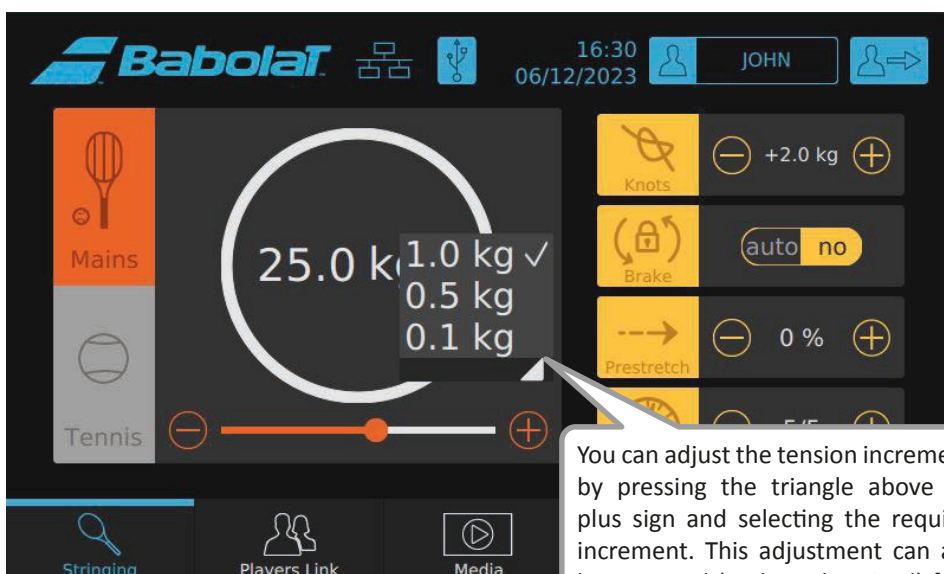 BabolaT
16:30
06/12/2023
JOHN
Mains
Tennis
25.0
1.0 kg ✓
0.5 kg
0.1 kg
Knots
+2.0 kg
Brake
auto no
Prestretch
0 %
You can adjust the tension
by pressing the triangle above
plus sign and selecting the
increment. This adjustment can
Stringing
Players Link
Media